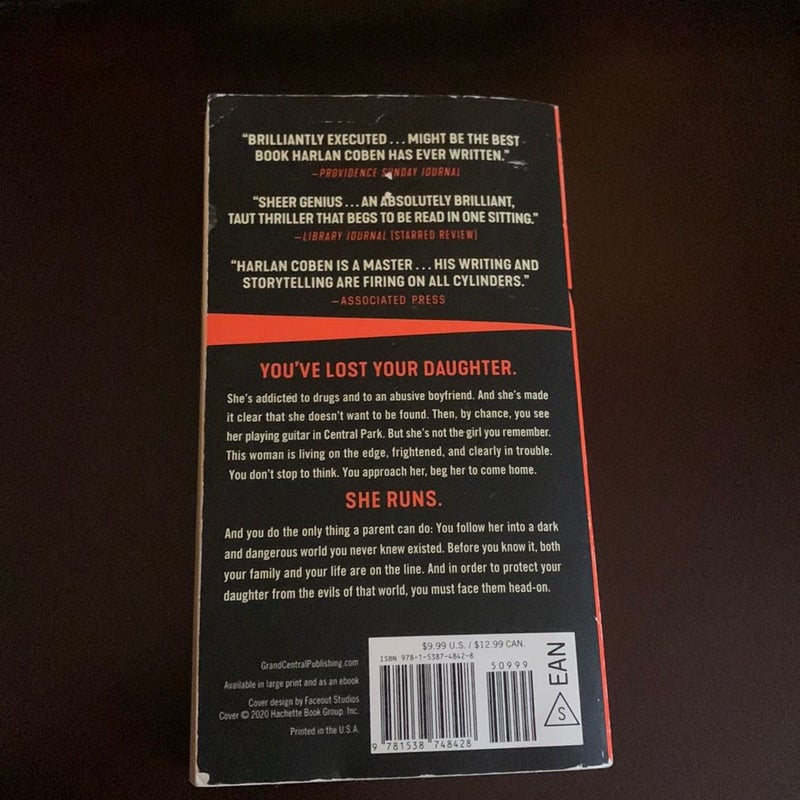 “BRILLIANTLY EXECUTED...MIGHT BE THE BEST
BOOK HARLAN COBEN HAS EVER WRITTEN.”
—PROVIDENCE SUNDAY JOURNAL
“SHEER GENIUS...AN ABSOLUTELY BRILLIANT,
TAUT THRILLER THAT BEGS TO BE READ IN ONE SITTING.”
—LIBRARY JOURNAL (STARRED REVIEW)
“HARLAN COBEN IS A MASTER...HIS WRITING AND
STORYTELLING ARE FIRING ON ALL CYLINDERS.”
—ASSOCIATED PRESS
YOU’VE LOST YOUR DAUGHTER.
She’s addicted to drugs and to an abusive boyfriend. And she’s made
it clear that she doesn’t want to be found. Then, by chance, you see
her playing guitar in Central Park. But she’s not the girl you remember.
This woman is living on the edge, frightened, and clearly in trouble.
You don’t stop to think. You approach her, beg her to come home.
SHE RUNS.
And you do the only thing a parent can do: You follow her into a dark
and dangerous world you never knew existed. Before you know it, both
your family and your life are on the line. And in order to protect your
daughter from the evils of that world, you must face them head-on.
GrandCentralPublishing.com
Available in large print and as an ebook
Cover design by Faceout Studios
Cover © 2020 Hachette Book Group, Inc.
Printed in the U.S.A.
$9.99 U.S. / $12.99 CAN.
ISBN 978-1-5387-4842-8
50999
9 781538 748428
EAN
S